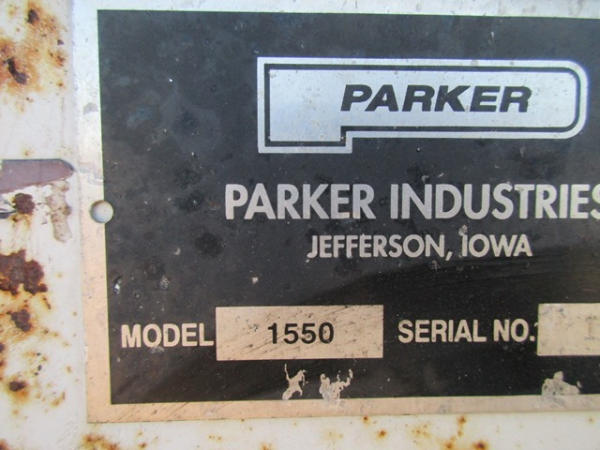 PARKER
PARKER INDUSTRIES
JEFFERSON, IOWA
MODEL 1550 SERIAL NO.